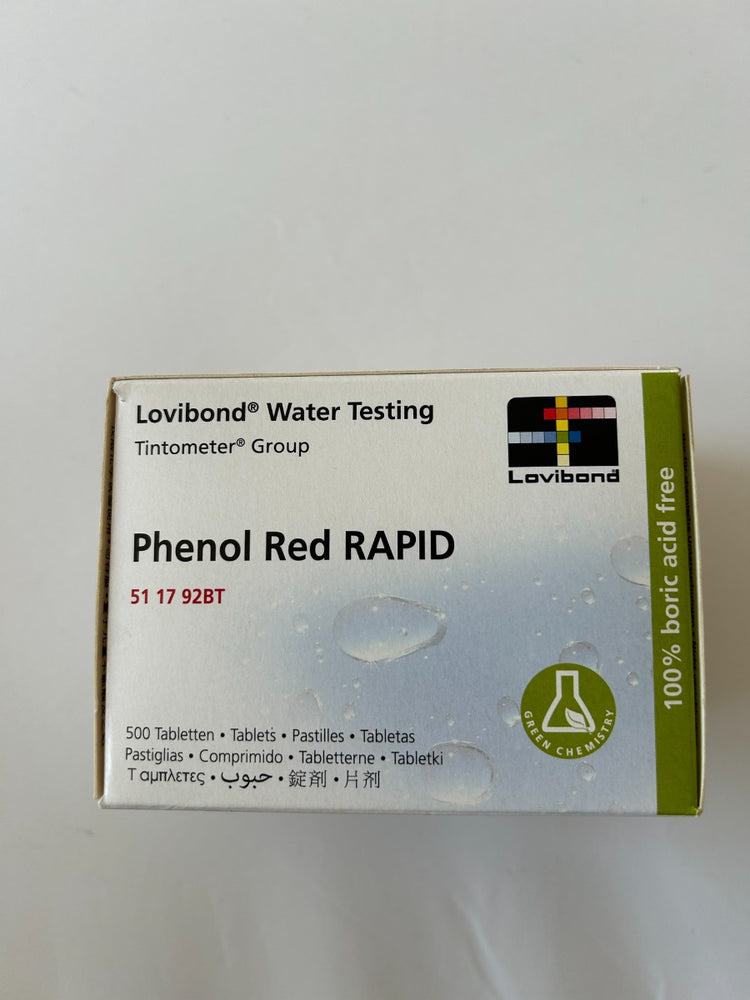 Lovibond® Water Testing
Tintometer® Group
Lovibond
Phenol Red RAPID
51 17 92BT
100% boric acid free
GREEN CHEMISTRY
500 Tabletten • Tablets • Pastilles • Tabletas
Pastiglias • Comprimido • Tabletterne • Tabletki
Ταμπλετες • حبوب • 錠剤 • 片剂